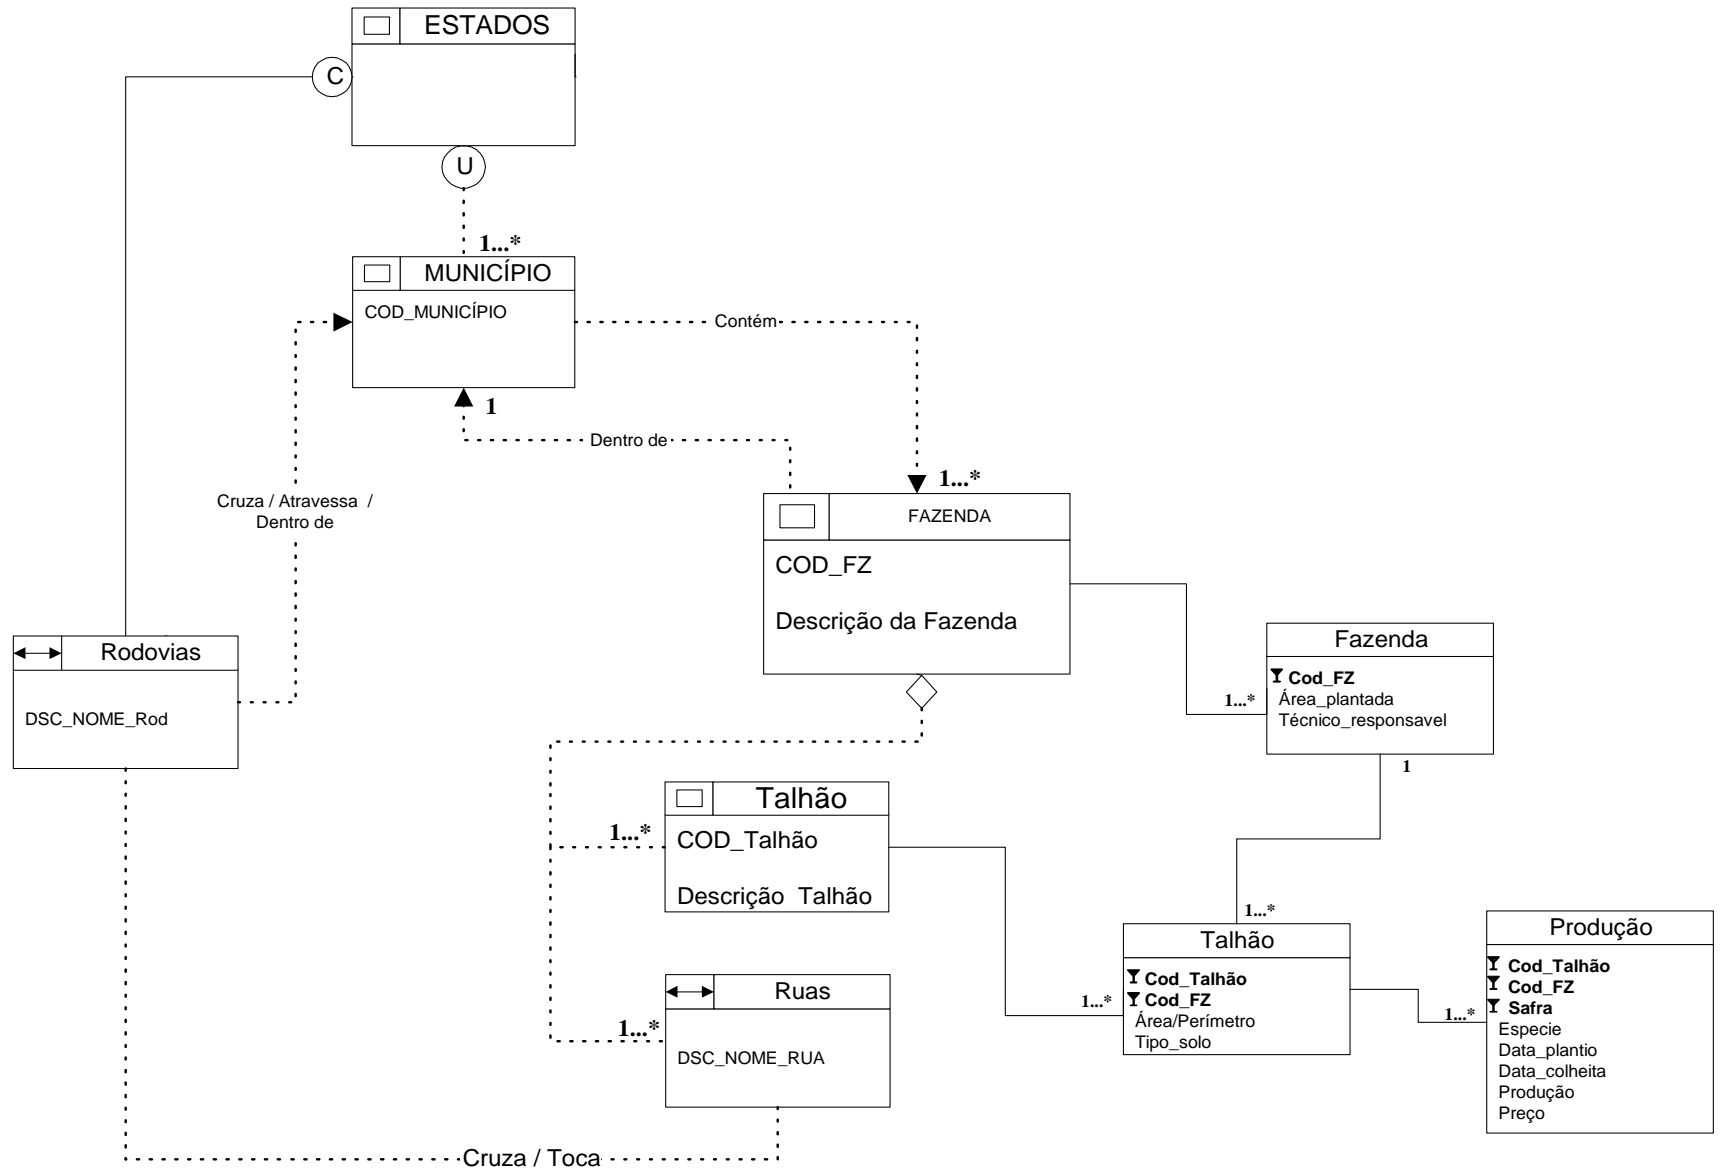 ESTADOS
C
U
1...*
MUNICÍPIO
COD_MUNICÍPIO
Contém
1
Dentro de
1...*
Cruza / Atravessa /
Dentro de
FAZENDA
COD_FZ
Descrição da Fazenda
Rodovias
DSC_NOME_Rod
Fazenda
Cod_FZ
Área_plantada
Técnico_responsavel
1...*
1
Talhão
COD_Talhão
Descrição Talhão
1...*
1...*
Talhão
Cod_Talhão
Cod_FZ
Área/Perímetro
Tipo_solo
1...*
Produção
Cod_Talhão
Cod_FZ
Safra
Especie
Data_plantio
Data_colheita
Produção
Preço
1...*
Ruas
DSC_NOME_RUA
1...*
Cruza / Toca